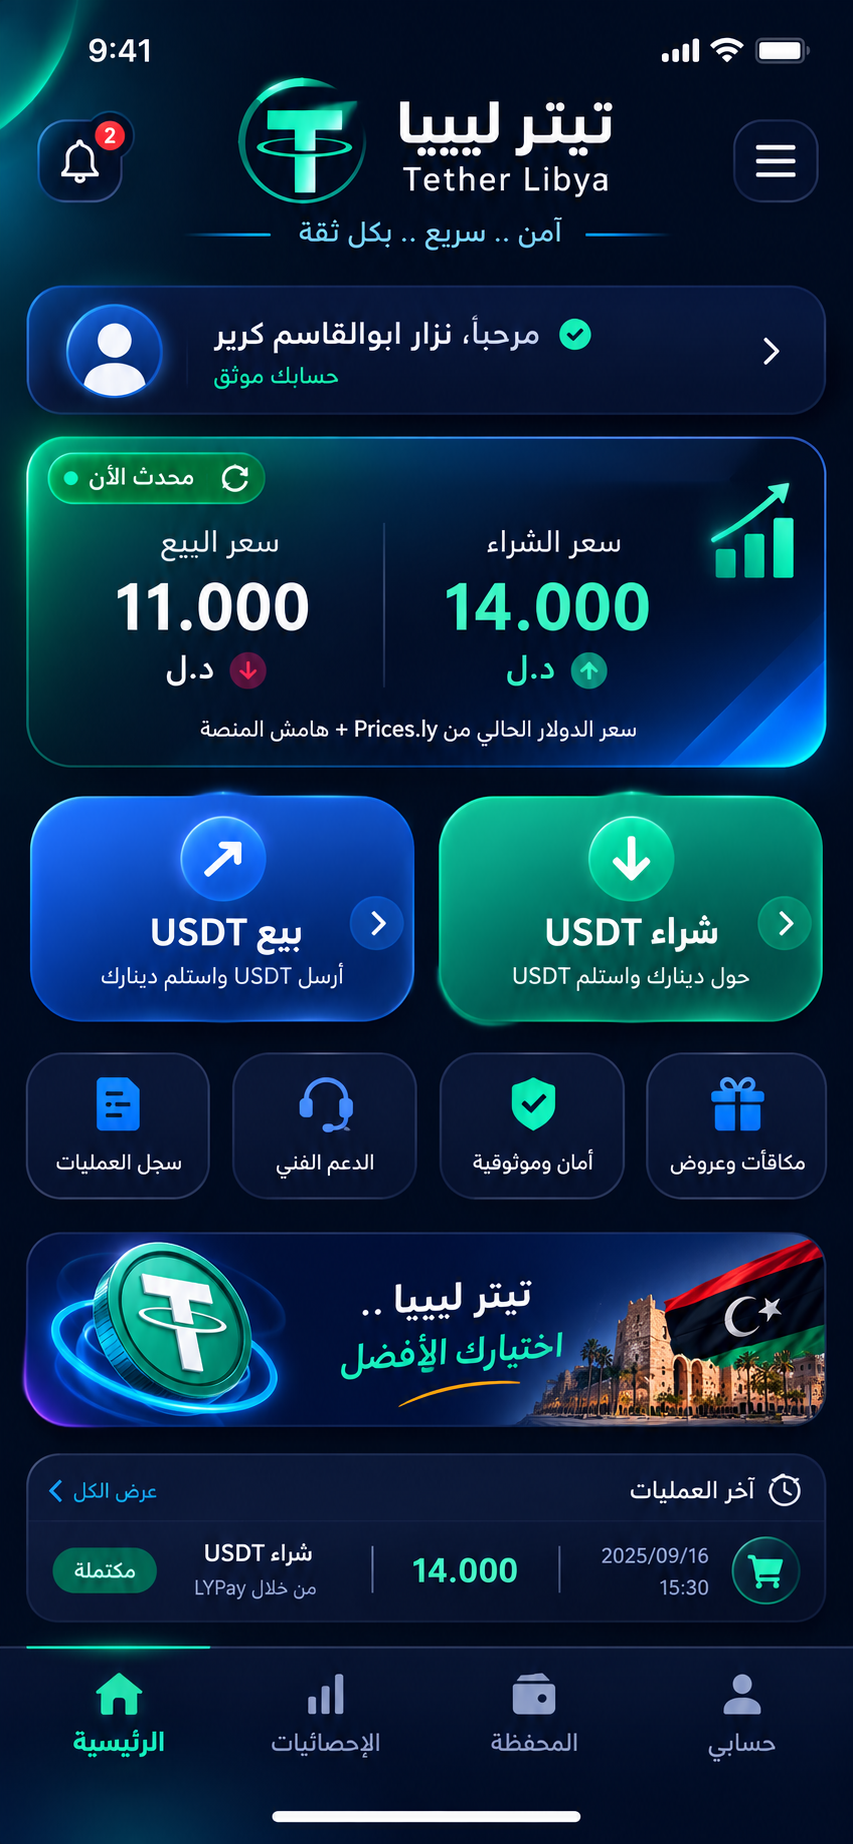 9:41
2
تيتر ليبيا
Tether Libya
آمن .. سريع .. بكل ثقة
مرحباً، نزار ابوالقاسم كرير
حسابك موثق
محدث الأن
سعر الشراء
14.000
د.ل
سعر البيع
11.000
د.ل
سعر الدولار الحالي من Prices.ly + هامش المنصة
شراء USDT
حول دينارك واستلم USDT
بيع USDT
أرسل USDT واستلم دينارك
مكافآت وعروض
أمان وموثوقية
الدعم الفني
سجل العمليات
تيتر ليبيا ..
اختيارك الأفضل
آخر العمليات
عرض الكل
2025/09/16
15:30
14.000
شراء USDT
من خلال LYPay
مكتملة
حسابي
المحفظة
الإحصائيات
الرئيسية